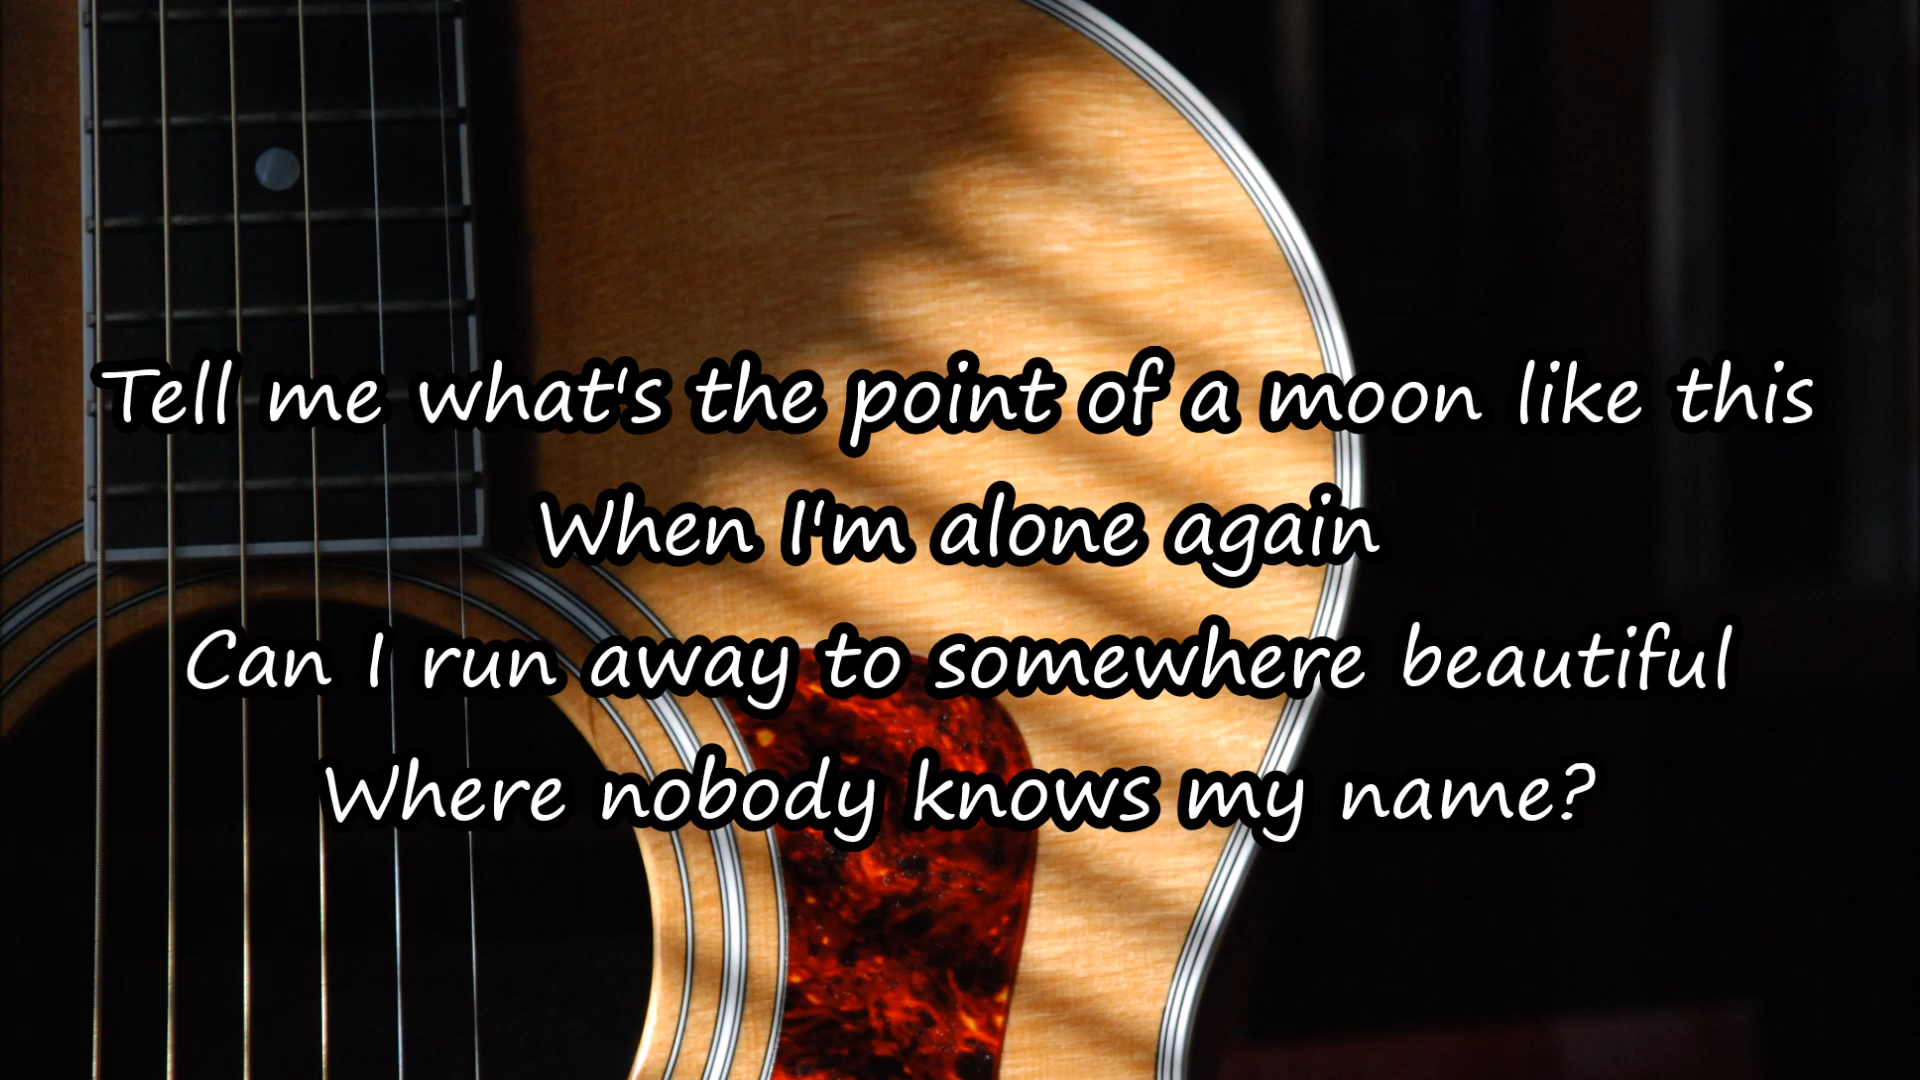 Tell me what's the point of a moon like this
When I'm alone again
Can I run away to somewhere beautiful
Where nobody knows my name?